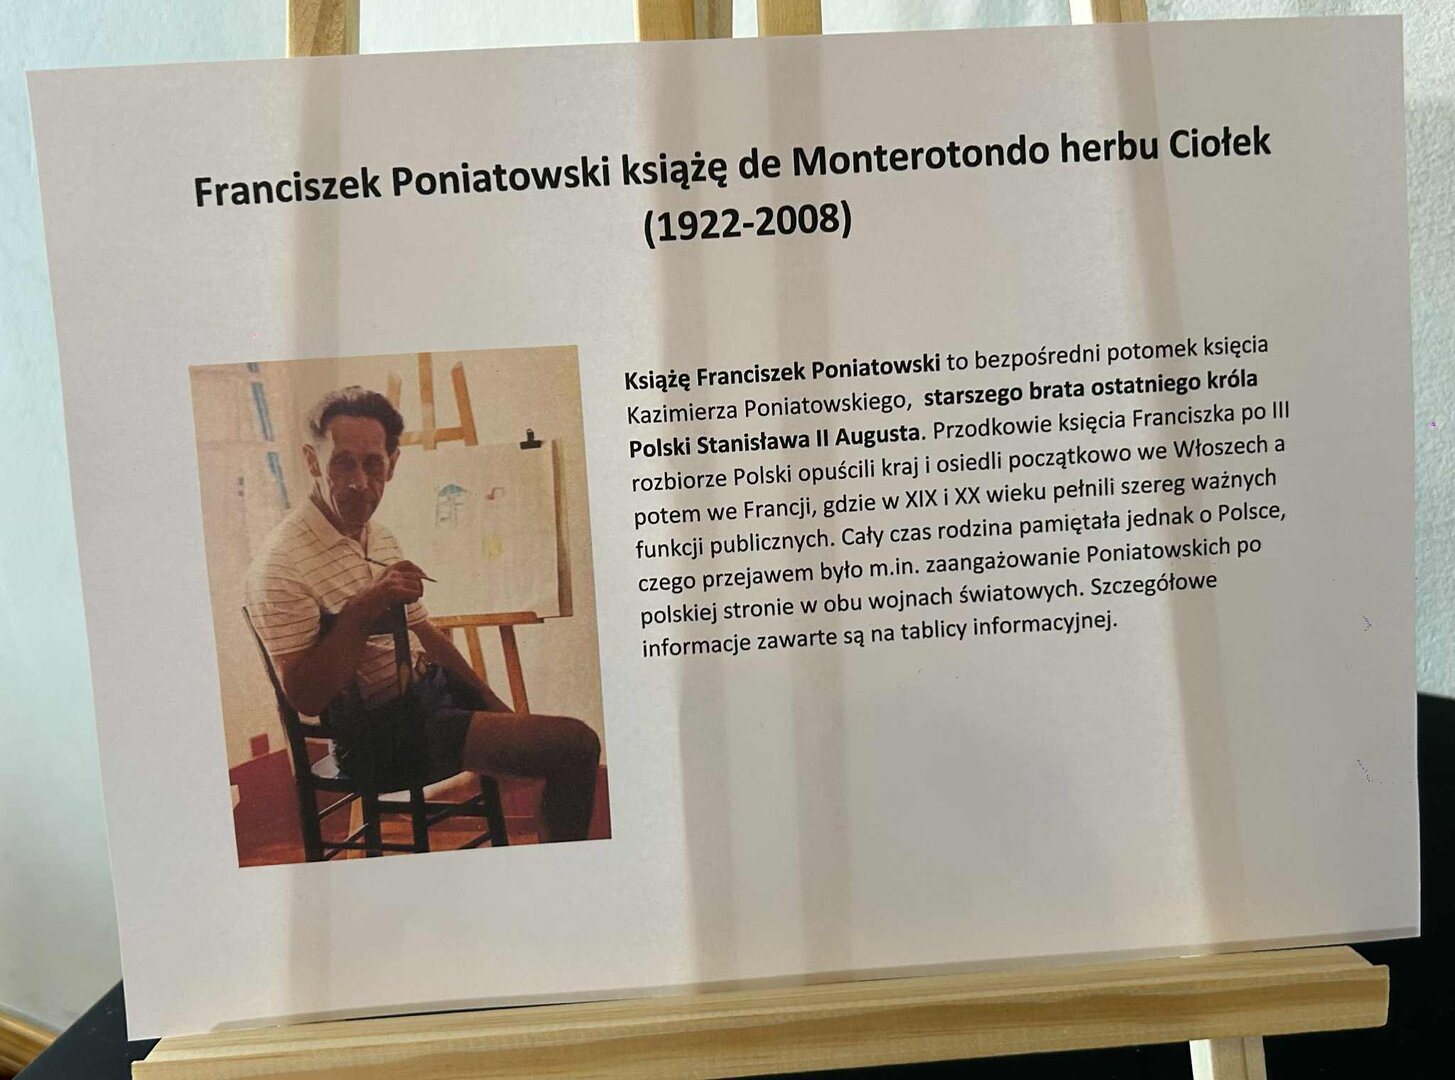 Franciszek Poniatowski książę de Monterotondo herbu Ciołek
(1922-2008)
Książę Franciszek Poniatowski to bezpośredni potomek księcia
Kazimierza Poniatowskiego, starszego brata ostatniego króla
Polski Stanisława II Augusta. Przodkowie księcia Franciszka po III
rozbiorze Polski opuścili kraj i osiedli początkowo we Włoszech a
potem we Francji, gdzie w XIX i XX wieku pełnili szereg ważnych
funkcji publicznych. Cały czas rodzina pamiętała jednak o Polsce,
czego przejawem było m.in. zaangażowanie Poniatowskich po
polskiej stronie w obu wojnach światowych. Szczegółowe
informacje zawarte są na tablicy informacyjnej.